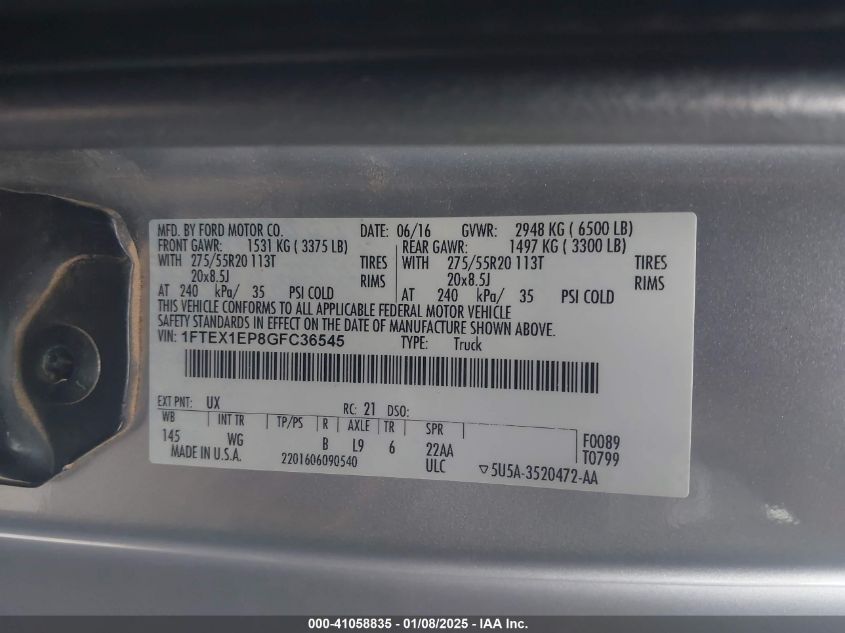 MFD. BY FORD MOTOR CO. DATE: 06/16 GVWR: 2948 KG ( 6500 LB)
FRONT GAWR: 1531 KG ( 3375 LB) REAR GAWR: 1497 KG ( 3300 LB)
WITH 275/55R20 113T TIRES WITH 275/55R20 113T TIRES
20x8.5J RIMS 20x8.5J RIMS
AT 240 kPa/ 35 PSI COLD AT 240 kPa/ 35 PSI COLD
THIS VEHICLE CONFORMS TO ALL APPLICABLE FEDERAL MOTOR VEHICLE
SAFETY STANDARDS IN EFFECT ON THE DATE OF MANUFACTURE SHOWN ABOVE.
VIN: 1FTEX1EP8GFC36545 TYPE: Truck
EXT PNT: UX RC: 21 DSO:
WB INT TR TP/PS R AXLE TR SPR
145 WG B L9 6 22AA F0089
MADE IN U.S.A. 2201606090540 ULC ▽5U5A-3520472-AA T0799
000-41058835 - 01/08/2025 - IAA Inc.